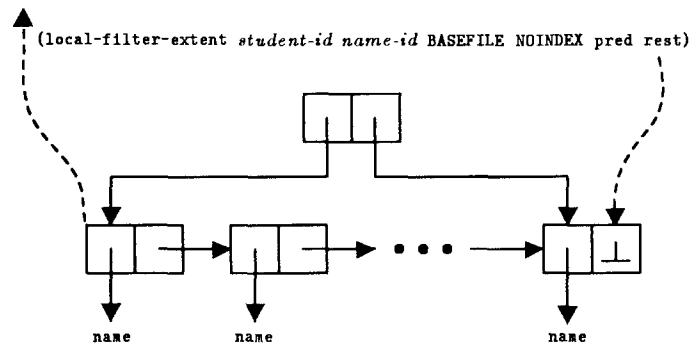 (local-filter-extent student-id name-id BASEFILE NOINDEX pred rest)
name name name